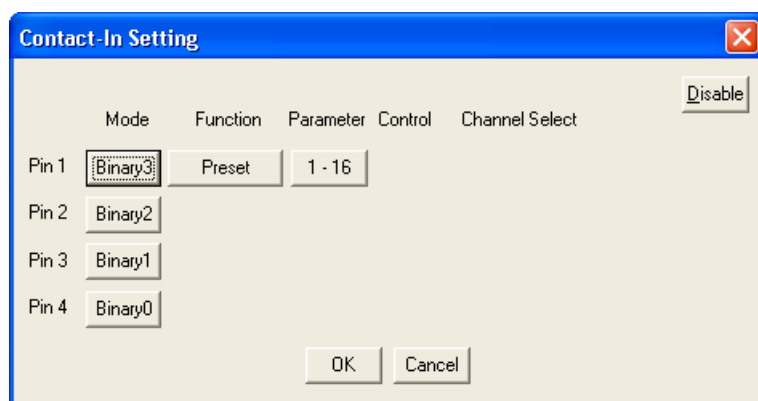 Contact-In Setting
Disable
Mode Function Parameter Control Channel Select
Pin 1 Binary3 Preset 1 - 16
Pin 2 Binary2
Pin 3 Binary1
Pin 4 Binary0
OK Cancel